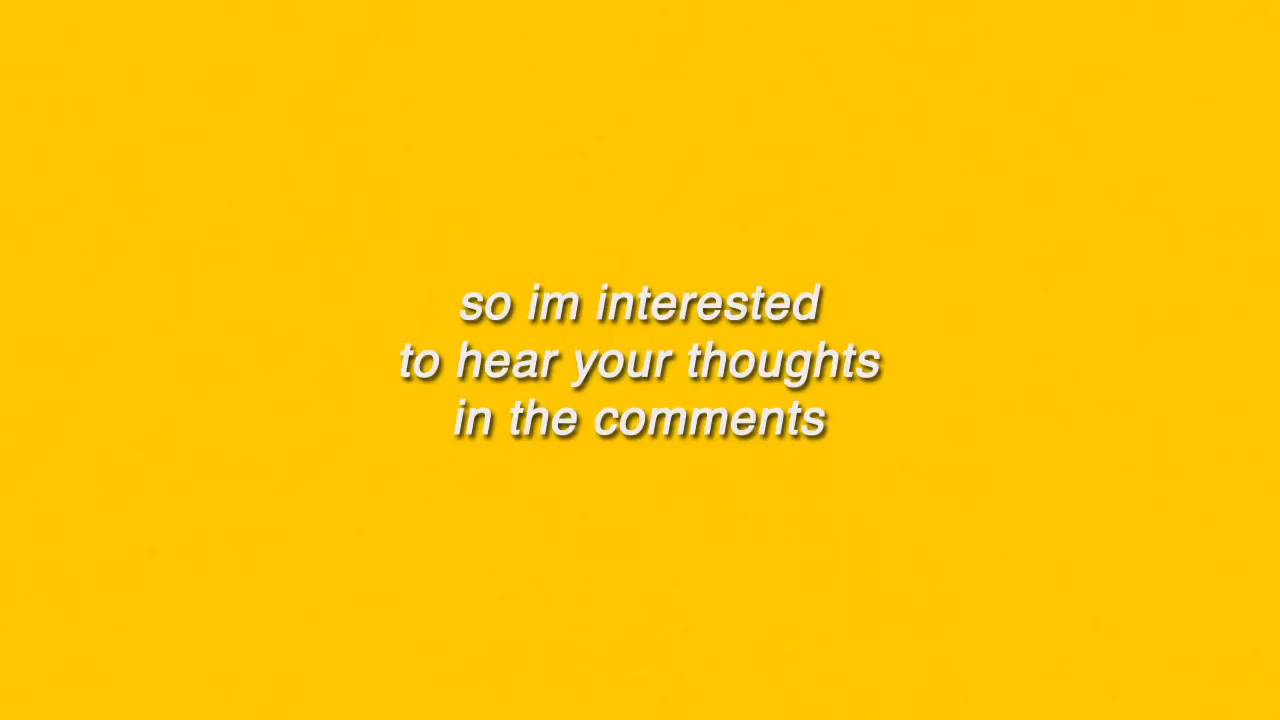 so im interested
to hear your thoughts
in the comments